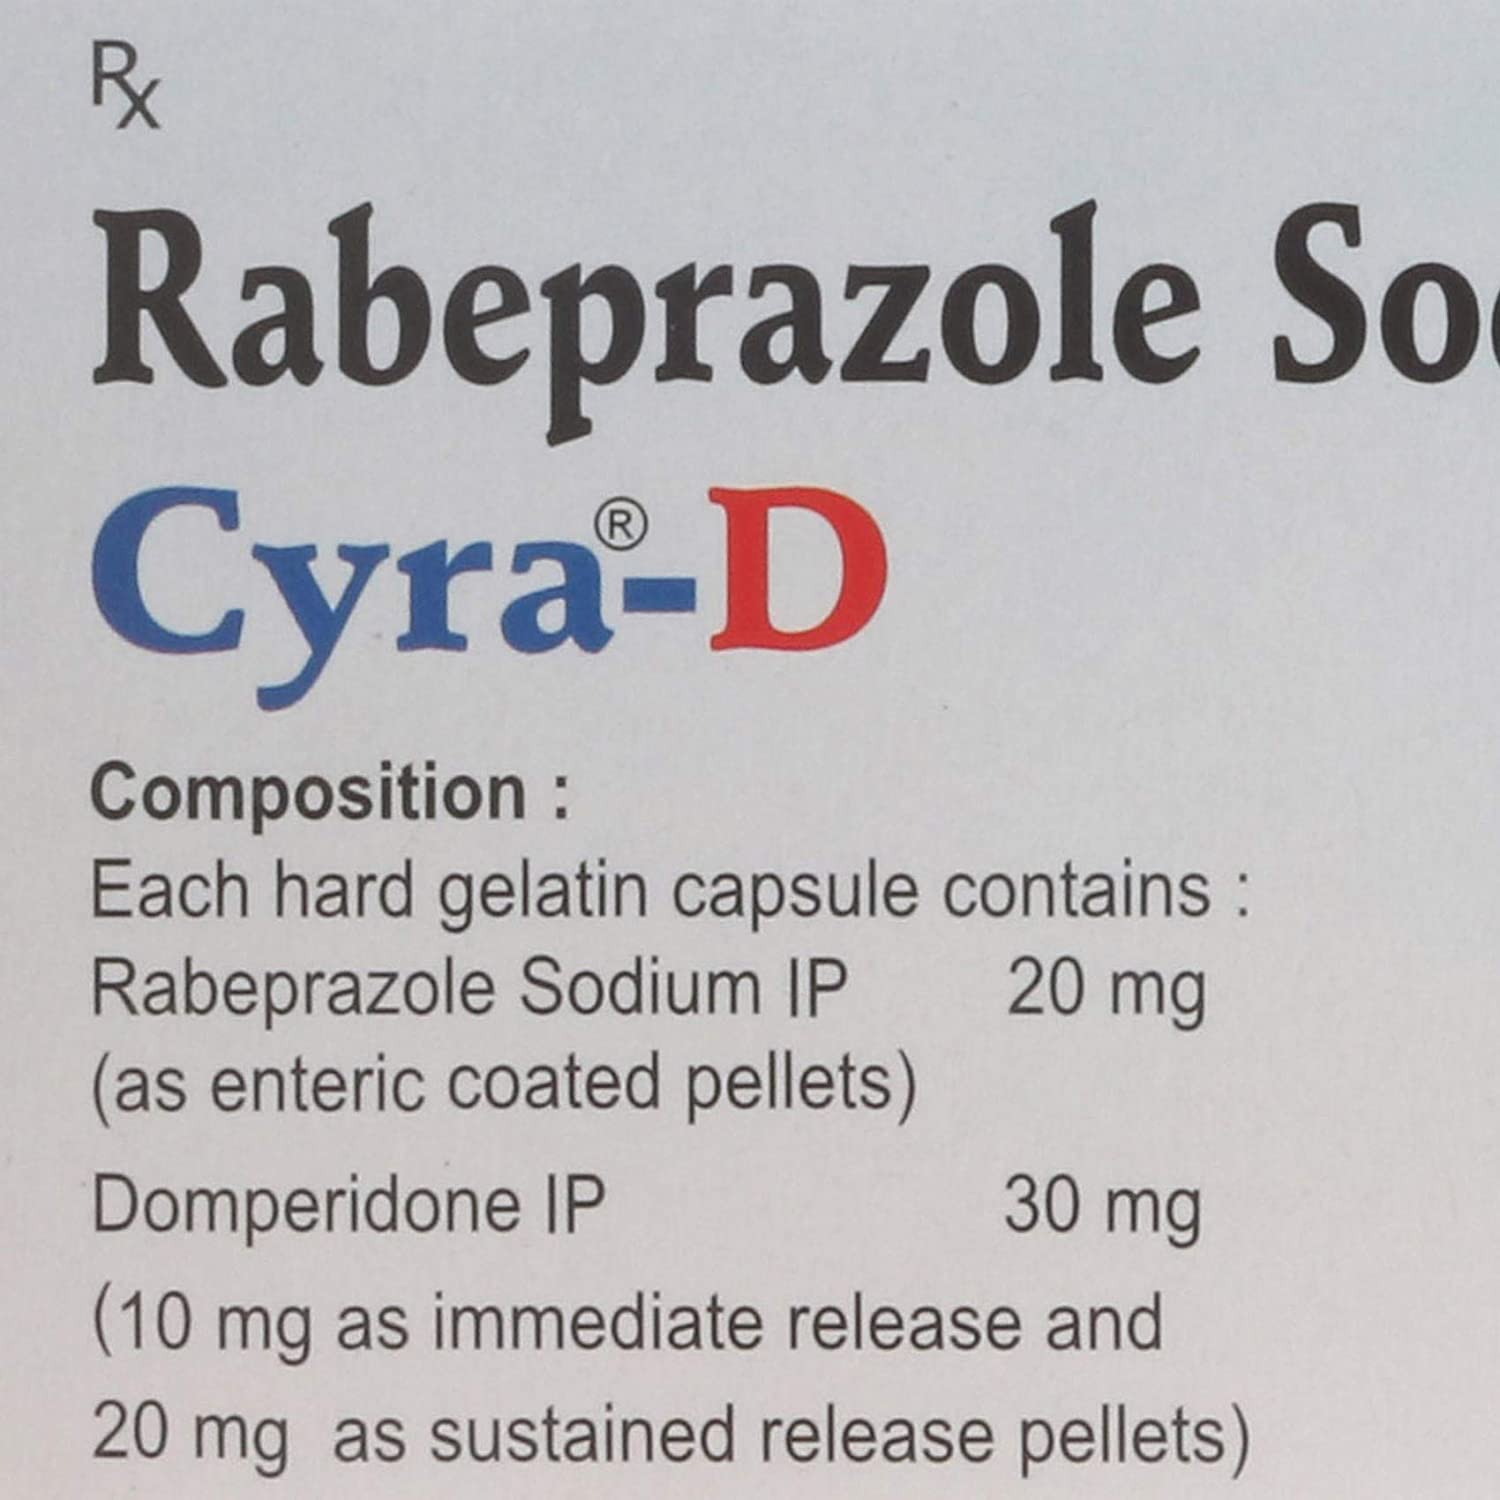 Rx
Rabeprazole
Cyra®-D
Composition :
Each hard gelatin capsule contains :
Rabeprazole Sodium IP 20 mg
(as enteric coated pellets)
Domperidone IP 30 mg
(10 mg as immediate release and
20 mg as sustained release pellets)